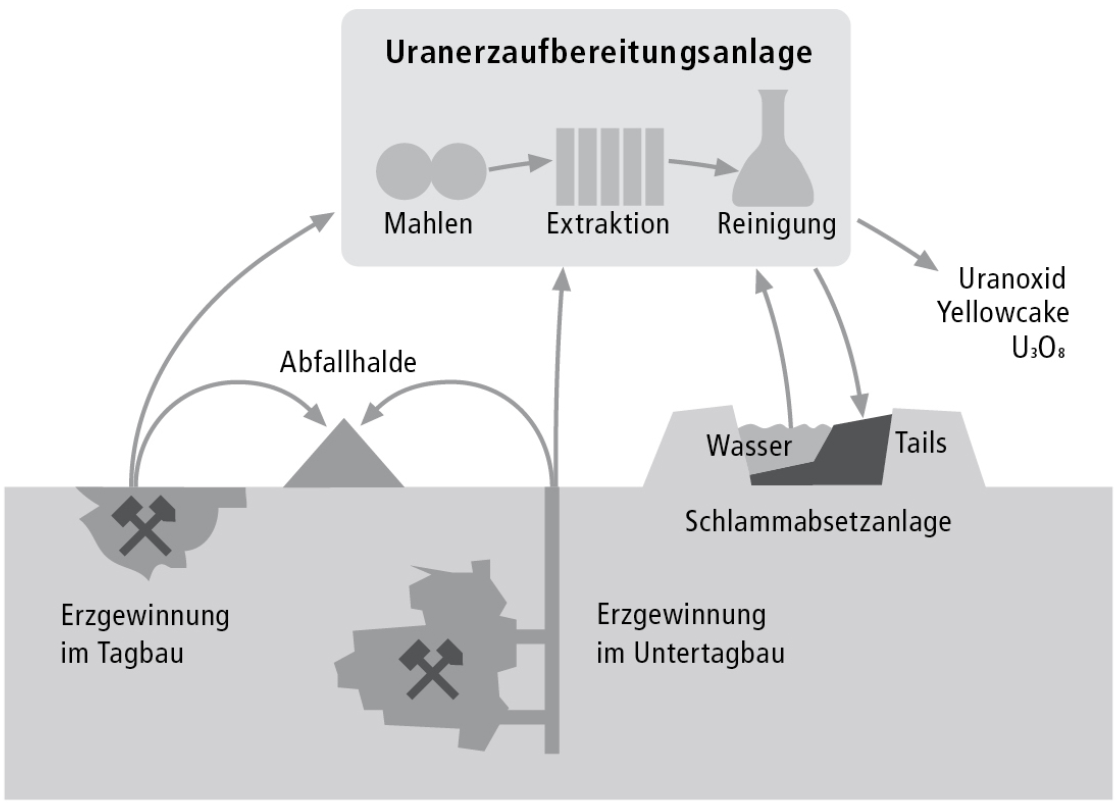 Uranerzaufbereitungsanlage
Mahlen
Extraktion
Reinigung
Uranoxid
Yellowcake
U₃O₈
Abfallhalde
Wasser
Tails
Schlammabsetzanlage
Erzgewinnung
im Tagbau
Erzgewinnung
im Untertagbau